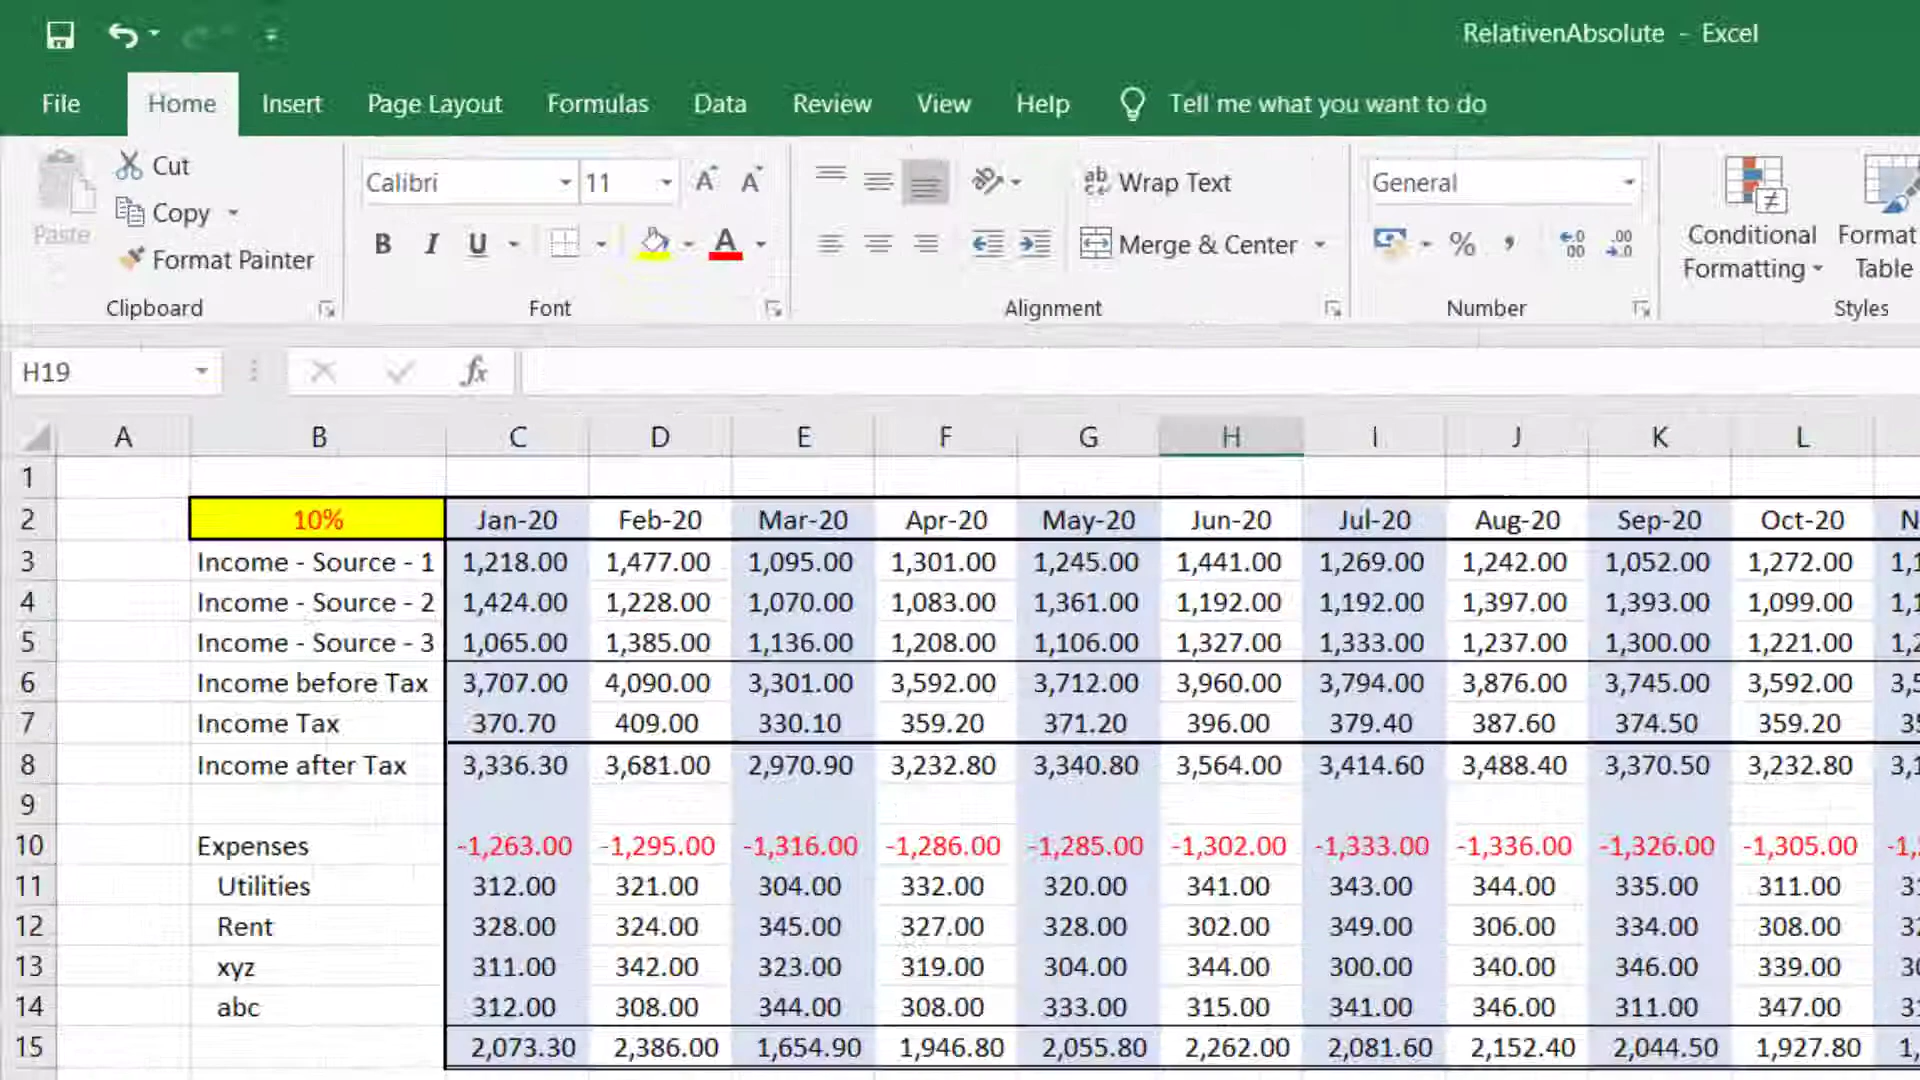 RelativenAbsolute - Excel
File Home Insert Page Layout Formulas Data Review View Help Tell me what you want to do
Paste Cut Copy Format Painter
Calibri 11
B I U A
Wrap Text
Merge & Center
General
% ,
Conditional Formatting
Format
Table
Clipboard Font Alignment Number Styles
H19 fx
A B C D E F G H I J K L
1
2 10% Jan-20 Feb-20 Mar-20 Apr-20 May-20 Jun-20 Jul-20 Aug-20 Sep-20 Oct-20 N
3 Income - Source - 1 1,218.00 1,477.00 1,095.00 1,301.00 1,245.00 1,441.00 1,269.00 1,242.00 1,052.00 1,272.00
4 Income - Source - 2 1,424.00 1,228.00 1,070.00 1,083.00 1,361.00 1,192.00 1,192.00 1,397.00 1,393.00 1,099.00
5 Income - Source - 3 1,065.00 1,385.00 1,136.00 1,208.00 1,106.00 1,327.00 1,333.00 1,237.00 1,300.00 1,221.00
6 Income before Tax 3,707.00 4,090.00 3,301.00 3,592.00 3,712.00 3,960.00 3,794.00 3,876.00 3,745.00 3,592.00
7 Income Tax 370.70 409.00 330.10 359.20 371.20 396.00 379.40 387.60 374.50 359.20
8 Income after Tax 3,336.30 3,681.00 2,970.90 3,232.80 3,340.80 3,564.00 3,414.60 3,488.40 3,370.50 3,232.80
9
10 Expenses -1,263.00 -1,295.00 -1,316.00 -1,286.00 -1,285.00 -1,302.00 -1,333.00 -1,336.00 -1,326.00 -1,305.00
11 Utilities 312.00 321.00 304.00 332.00 320.00 341.00 343.00 344.00 335.00 311.00
12 Rent 328.00 324.00 345.00 327.00 328.00 302.00 349.00 306.00 334.00 308.00
13 xyz 311.00 342.00 323.00 319.00 304.00 344.00 300.00 340.00 346.00 339.00
14 abc 312.00 308.00 344.00 308.00 333.00 315.00 341.00 346.00 311.00 347.00
15 2,073.30 2,386.00 1,654.90 1,946.80 2,055.80 2,262.00 2,081.60 2,152.40 2,044.50 1,927.80